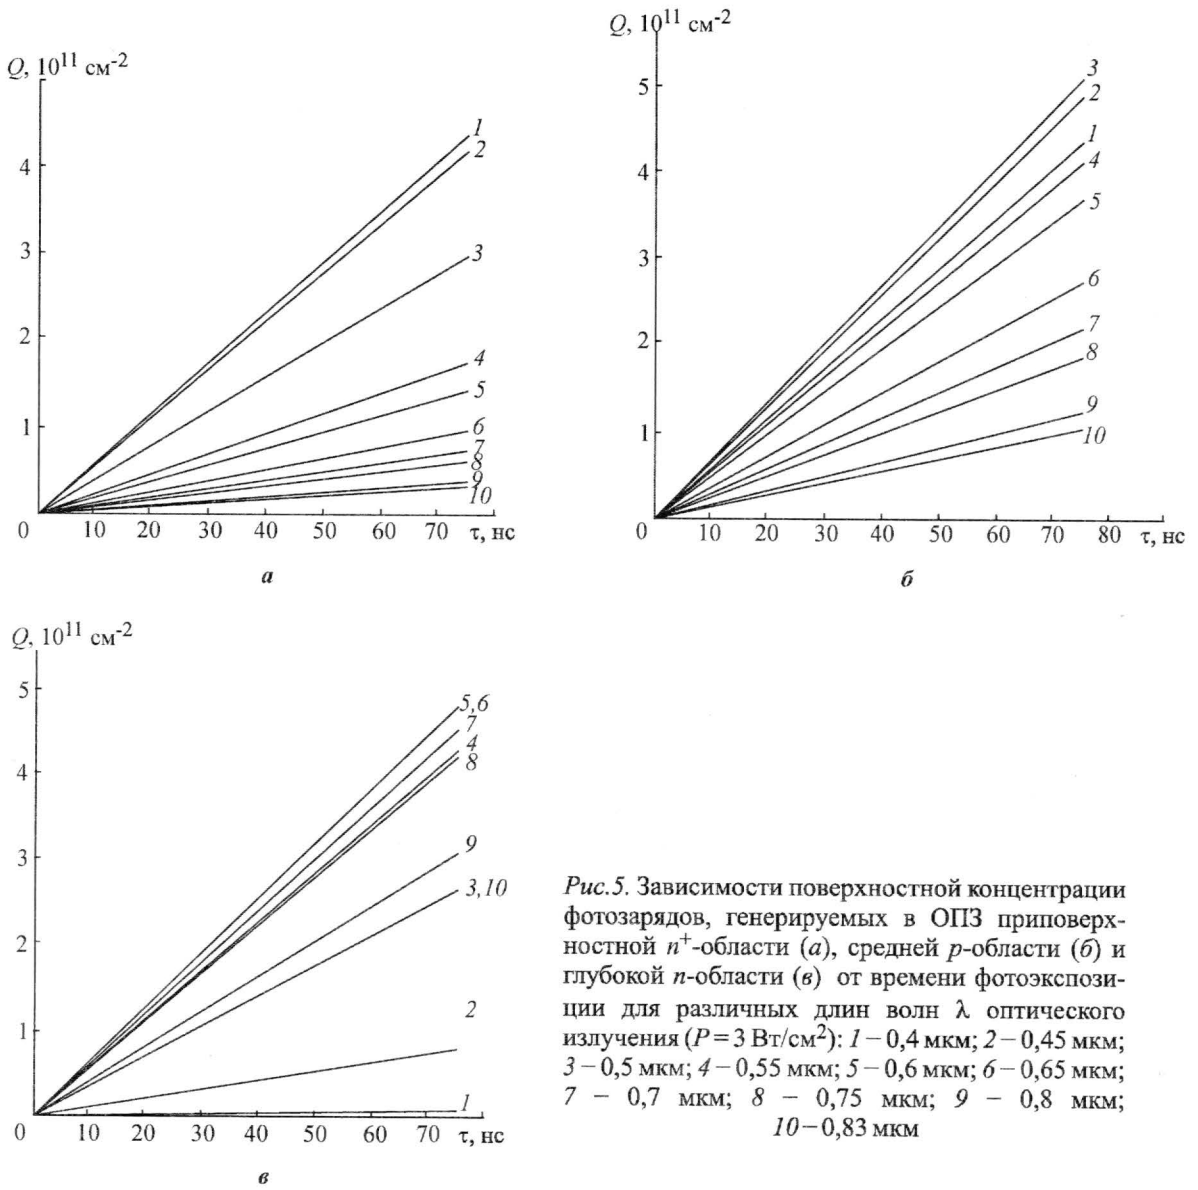 Q, 10¹¹ см⁻²
4
3
2
1
0 10 20 30 40 50 60 70 τ, нс
1
2
3
4
5
6
7
8
9
10
а
Q, 10¹¹ см⁻²
5
4
3
2
1
0 10 20 30 40 50 60 70 80 τ, нс
3
2
1
4
5
6
7
8
9
10
б
Q, 10¹¹ см⁻²
5
4
3
2
1
0 10 20 30 40 50 60 70 τ, нс
5,6
7
4
8
9
3,10
2
1
в
Рис.5. Зависимости поверхностной концентрации
фотозарядов, генерируемых в ОПЗ приповерх-
ностной n⁺-области (а), средней p-области (б) и
глубокой n-области (в) от времени фотоэкспози-
ции для различных длин волн λ оптического
излучения (P = 3 Вт/см²): 1 – 0,4 мкм; 2 – 0,45 мкм;
3 – 0,5 мкм; 4 – 0,55 мкм; 5 – 0,6 мкм; 6 – 0,65 мкм;
7 – 0,7 мкм; 8 – 0,75 мкм; 9 – 0,8 мкм;
10 – 0,83 мкм